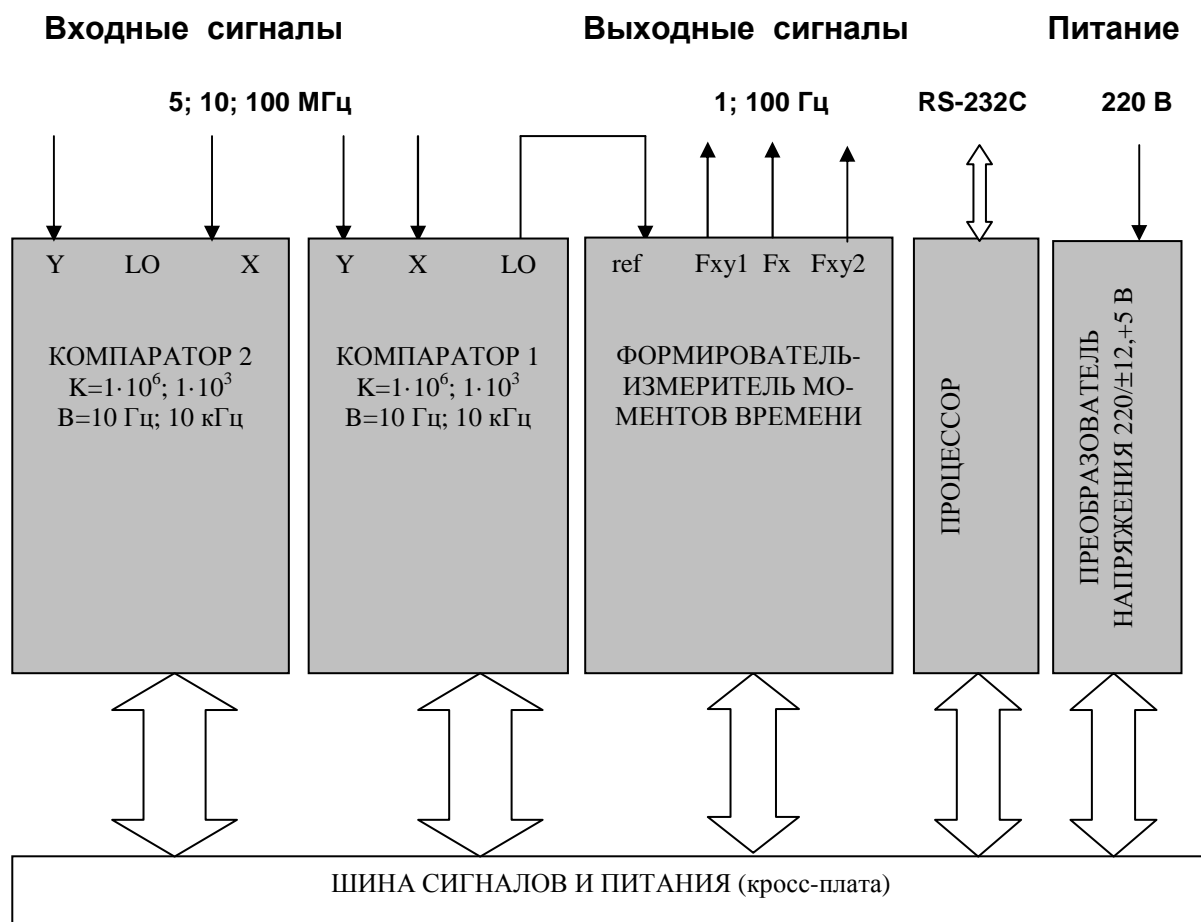 Входные сигналы
Выходные сигналы
Питание
5; 10; 100 МГц
1; 100 Гц
RS-232C
220 В
Y LO X
Y X LO
ref Fxy1 Fx Fxy2
КОМПАРАТОР 2
K=1·10⁶; 1·10³
B=10 Гц; 10 кГц
КОМПАРАТОР 1
K=1·10⁶; 1·10³
B=10 Гц; 10 кГц
ФОРМИРОВАТЕЛЬ-
ИЗМЕРИТЕЛЬ МО-
МЕНТОВ ВРЕМЕНИ
ПРОЦЕССОР
ПРЕОБРАЗОВАТЕЛЬ
НАПРЯЖЕНИЯ 220/±12,+5 В
ШИНА СИГНАЛОВ И ПИТАНИЯ (кросс-плата)